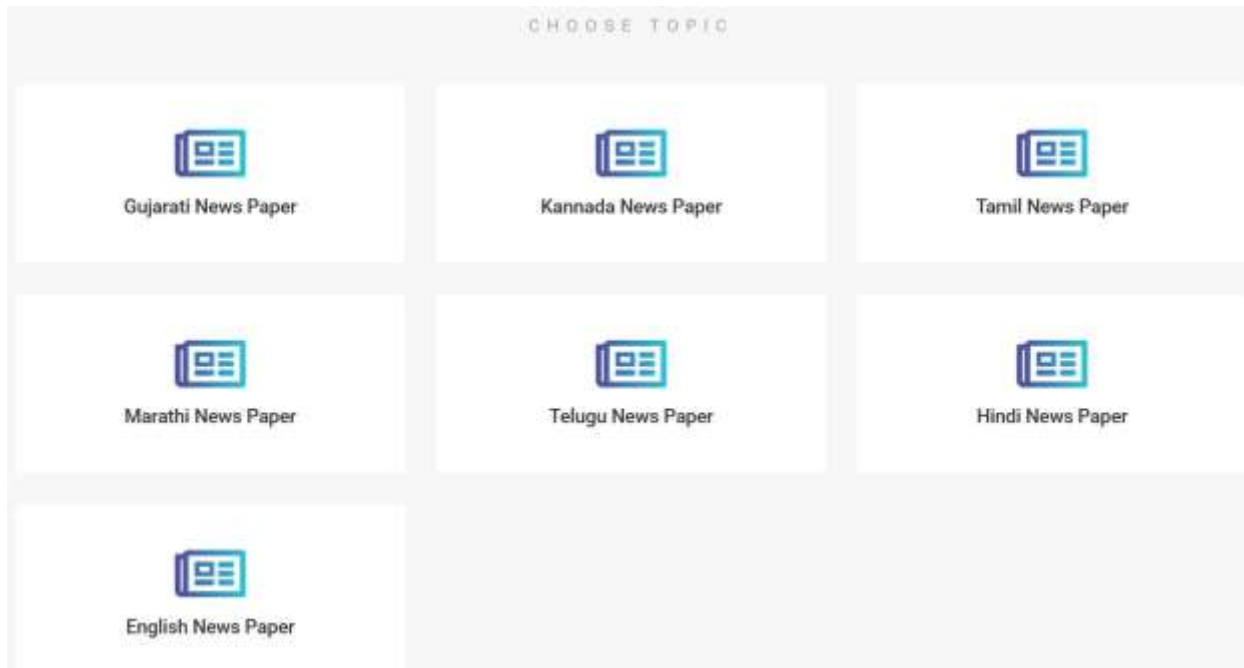 CHOOSE TOPIC
Gujarati News Paper
Kannada News Paper
Tamil News Paper
Marathi News Paper
Telugu News Paper
Hindi News Paper
English News Paper